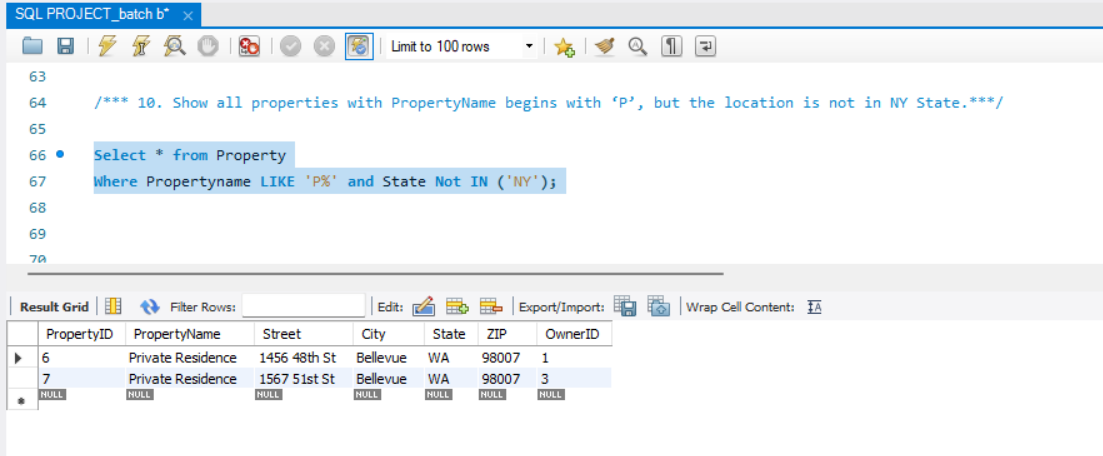 SQL PROJECT_batch b*
Limit to 100 rows
63
64 /*** 10. Show all properties with PropertyName begins with ‘P’, but the location is not in NY State.***/
65
66 Select * from Property
67 Where Propertyname LIKE 'P%' and State Not IN ('NY');
68
69
70
Result Grid Filter Rows: Edit: Export/Import: Wrap Cell Content: IA
PropertyID PropertyName Street City State ZIP OwnerID
6 Private Residence 1456 48th St Bellevue WA 98007 1
7 Private Residence 1567 51st St Bellevue WA 98007 3
NULL NULL NULL NULL NULL NULL NULL